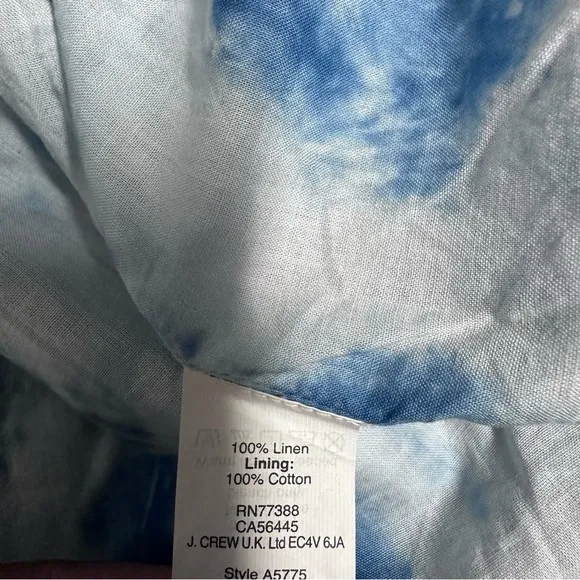 100% Linen
Lining:
100% Cotton
RN77388
CA56445
J. CREW U.K. Ltd EC4V 6JA
Style A5775